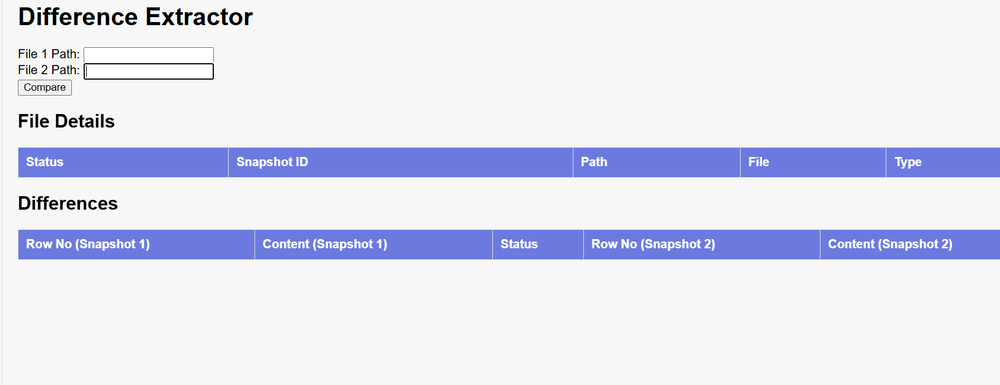 Difference Extractor
File 1 Path:
File 2 Path:
Compare
File Details
Status Snapshot ID Path File Type
Differences
Row No (Snapshot 1) Content (Snapshot 1) Status Row No (Snapshot 2) Content (Snapshot 2)